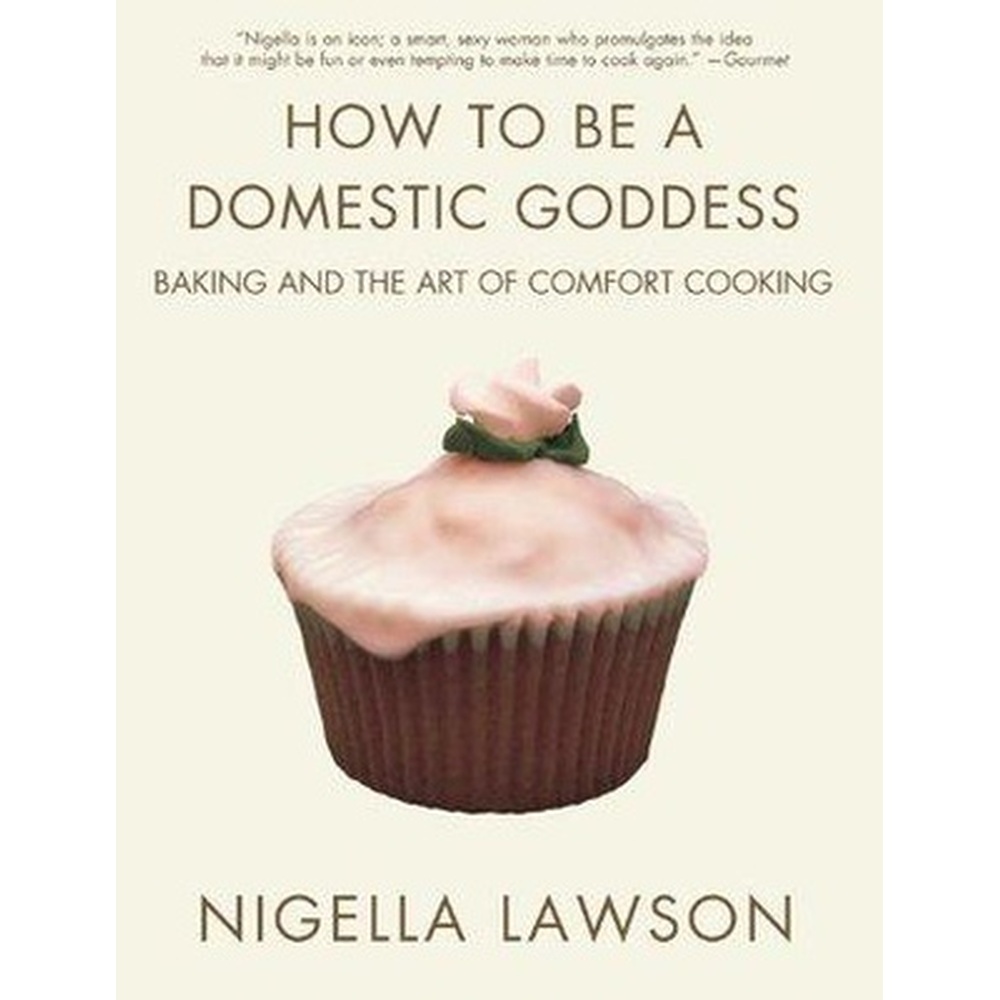 "Nigella is an icon; a smart, sexy woman who promulgates the idea
that it might be fun or even tempting to make time to cook again." —Gourmet
HOW TO BE A
DOMESTIC GODDESS
BAKING AND THE ART OF COMFORT COOKING
NIGELLA LAWSON